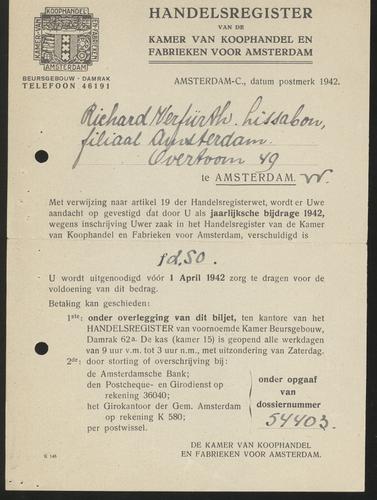 KOOPHANDEL
KAMER VAN
EN FABRIEKEN
AMSTERDAM
BEURSGEBOUW - DAMRAK
TELEFOON 46191
HANDELSREGISTER
VAN DE
KAMER VAN KOOPHANDEL EN
FABRIEKEN VOOR AMSTERDAM
AMSTERDAM-C., datum postmerk 1942.
Richard Verfürth. Lissabon,
filiaal Amsterdam.
Overtoom 49
te AMSTERDAM. W.
Met verwijzing naar artikel 19 der Handelsregisterwet, wordt er Uwe
aandacht op gevestigd dat door U als jaarlijksche bijdrage 1942,
wegens inschrijving Uwer zaak in het Handelsregister van de Kamer
van Koophandel en Fabrieken voor Amsterdam, verschuldigd is
U wordt uitgenoodigd vóór 1 April 1942 zorg te dragen voor de
voldoening van dit bedrag.
Betaling kan geschieden:
1ste: onder overlegging van dit biljet, ten kantore van het
HANDELSREGISTER van voornoemde Kamer Beursgebouw,
Damrak 62a. De kas (kamer 15) is geopend alle werkdagen
van 9 uur v.m. tot 3 uur n.m., met uitzondering van Zaterdag.
2de: door storting of overschrijving bij:
de Amsterdamsche Bank;
den Postcheque- en Girodienst op
rekening 36040;
het Girokantoor der Gem. Amsterdam
op rekening K 580;
per postwissel.
onder opgaaf
van
dossiernummer
54403.
DE KAMER VAN KOOPHANDEL
EN FABRIEKEN VOOR AMSTERDAM.
K 146